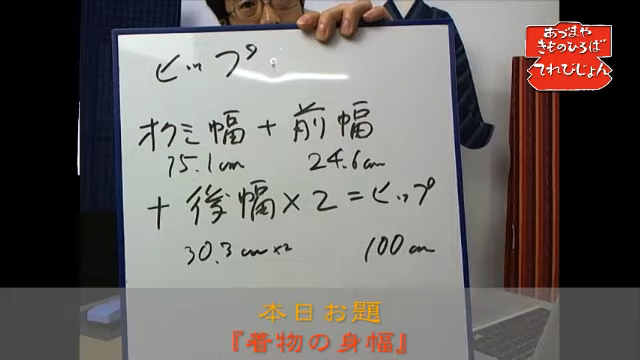 ヒップ
オクミ幅+前幅
15.1cm 24.6cm
+後幅×2=ヒップ
30.3cm×2 100cm
あづまや
きものひろば
てれびじょん
本日お題
『着物の身幅』